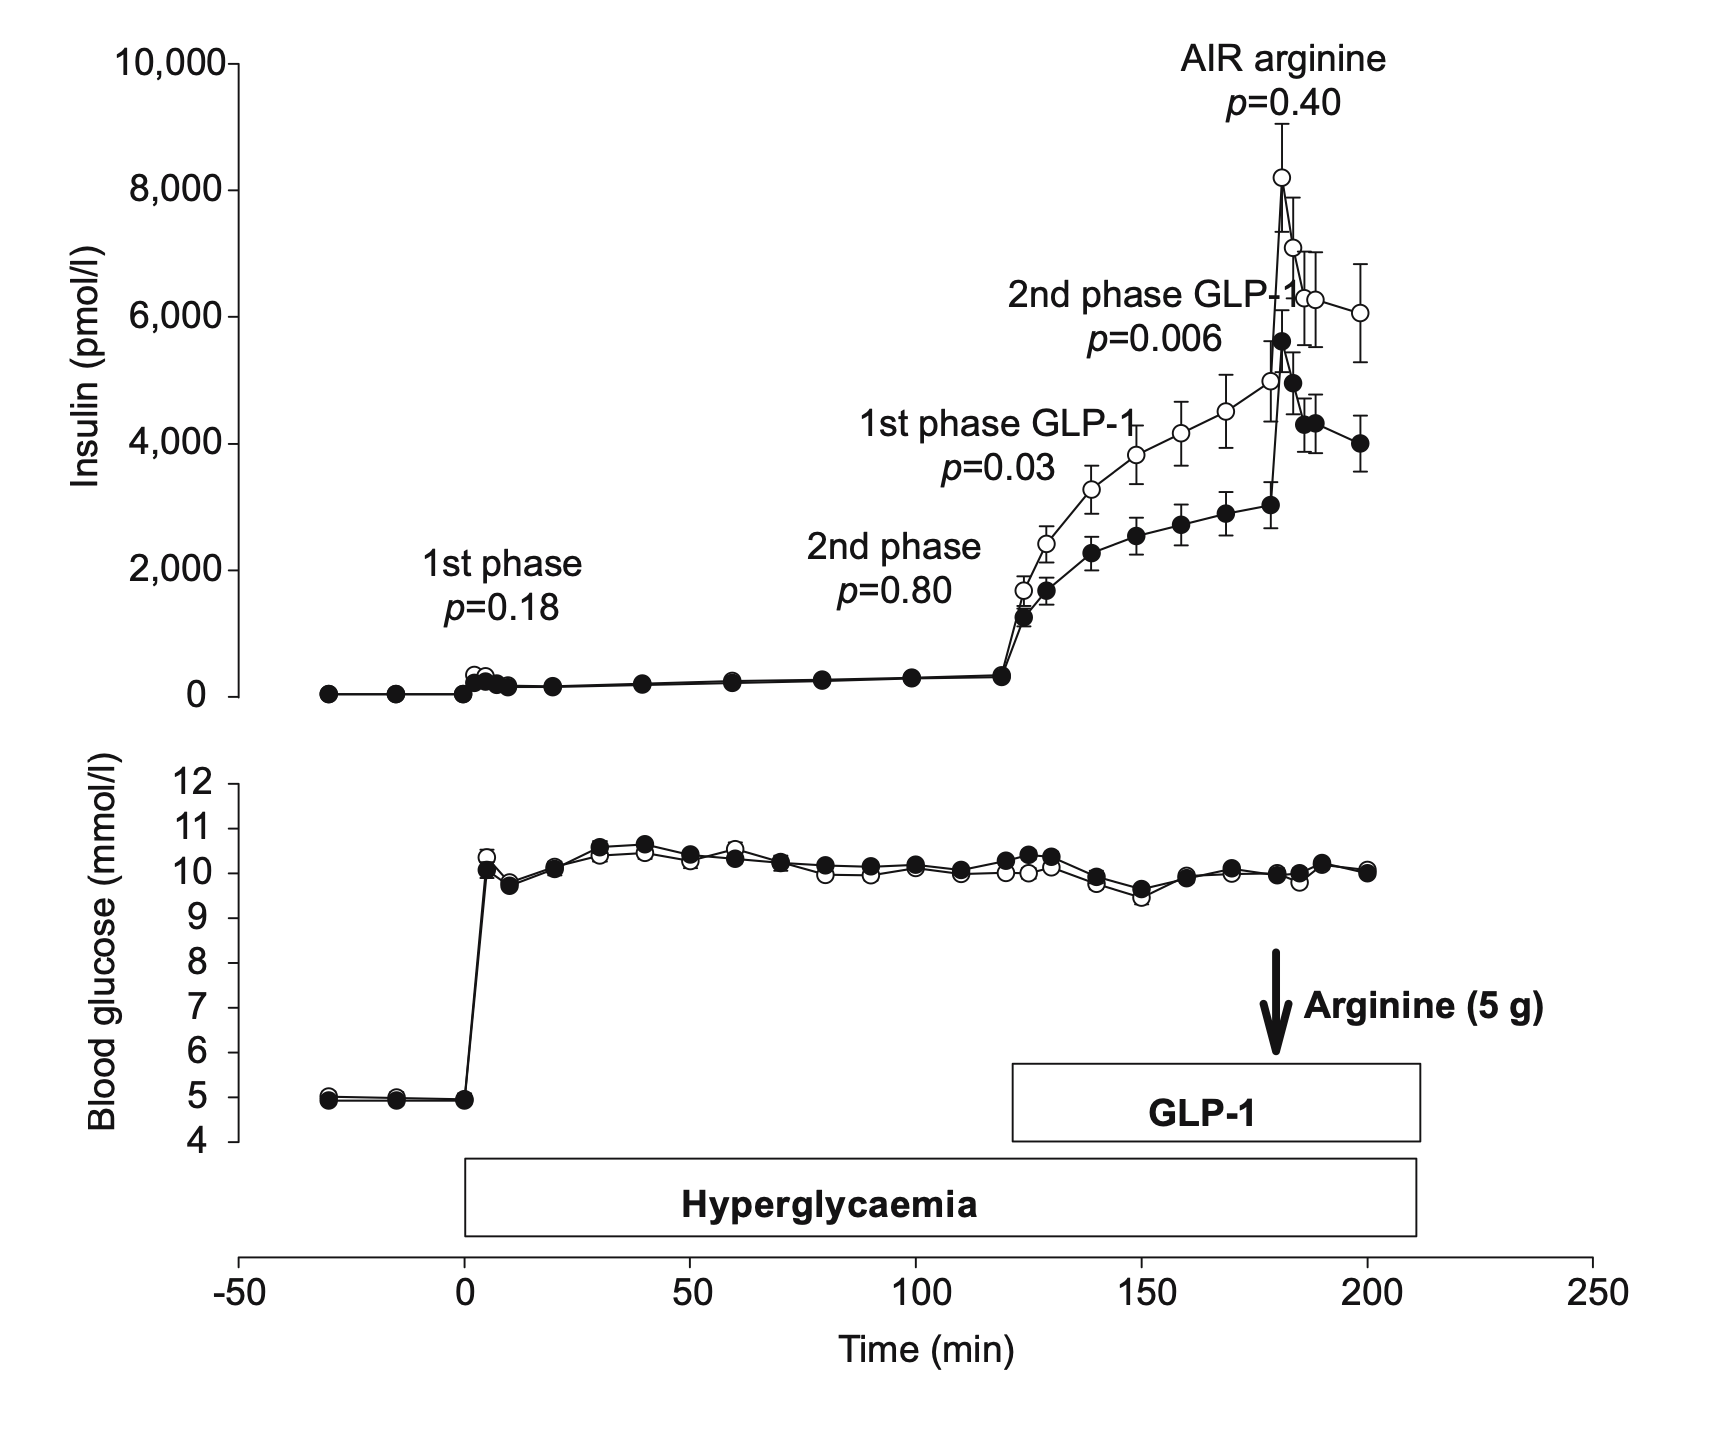 10,000
8,000
6,000
4,000
2,000
0
Insulin (pmol/l)
AIR arginine
p=0.40
2nd phase GLP-1
p=0.006
1st phase GLP-1
p=0.03
2nd phase
p=0.80
1st phase
p=0.18
12
11
10
9
8
7
6
5
4
Blood glucose (mmol/l)
Arginine (5 g)
GLP-1
Hyperglycaemia
-50 0 50 100 150 200 250
Time (min)